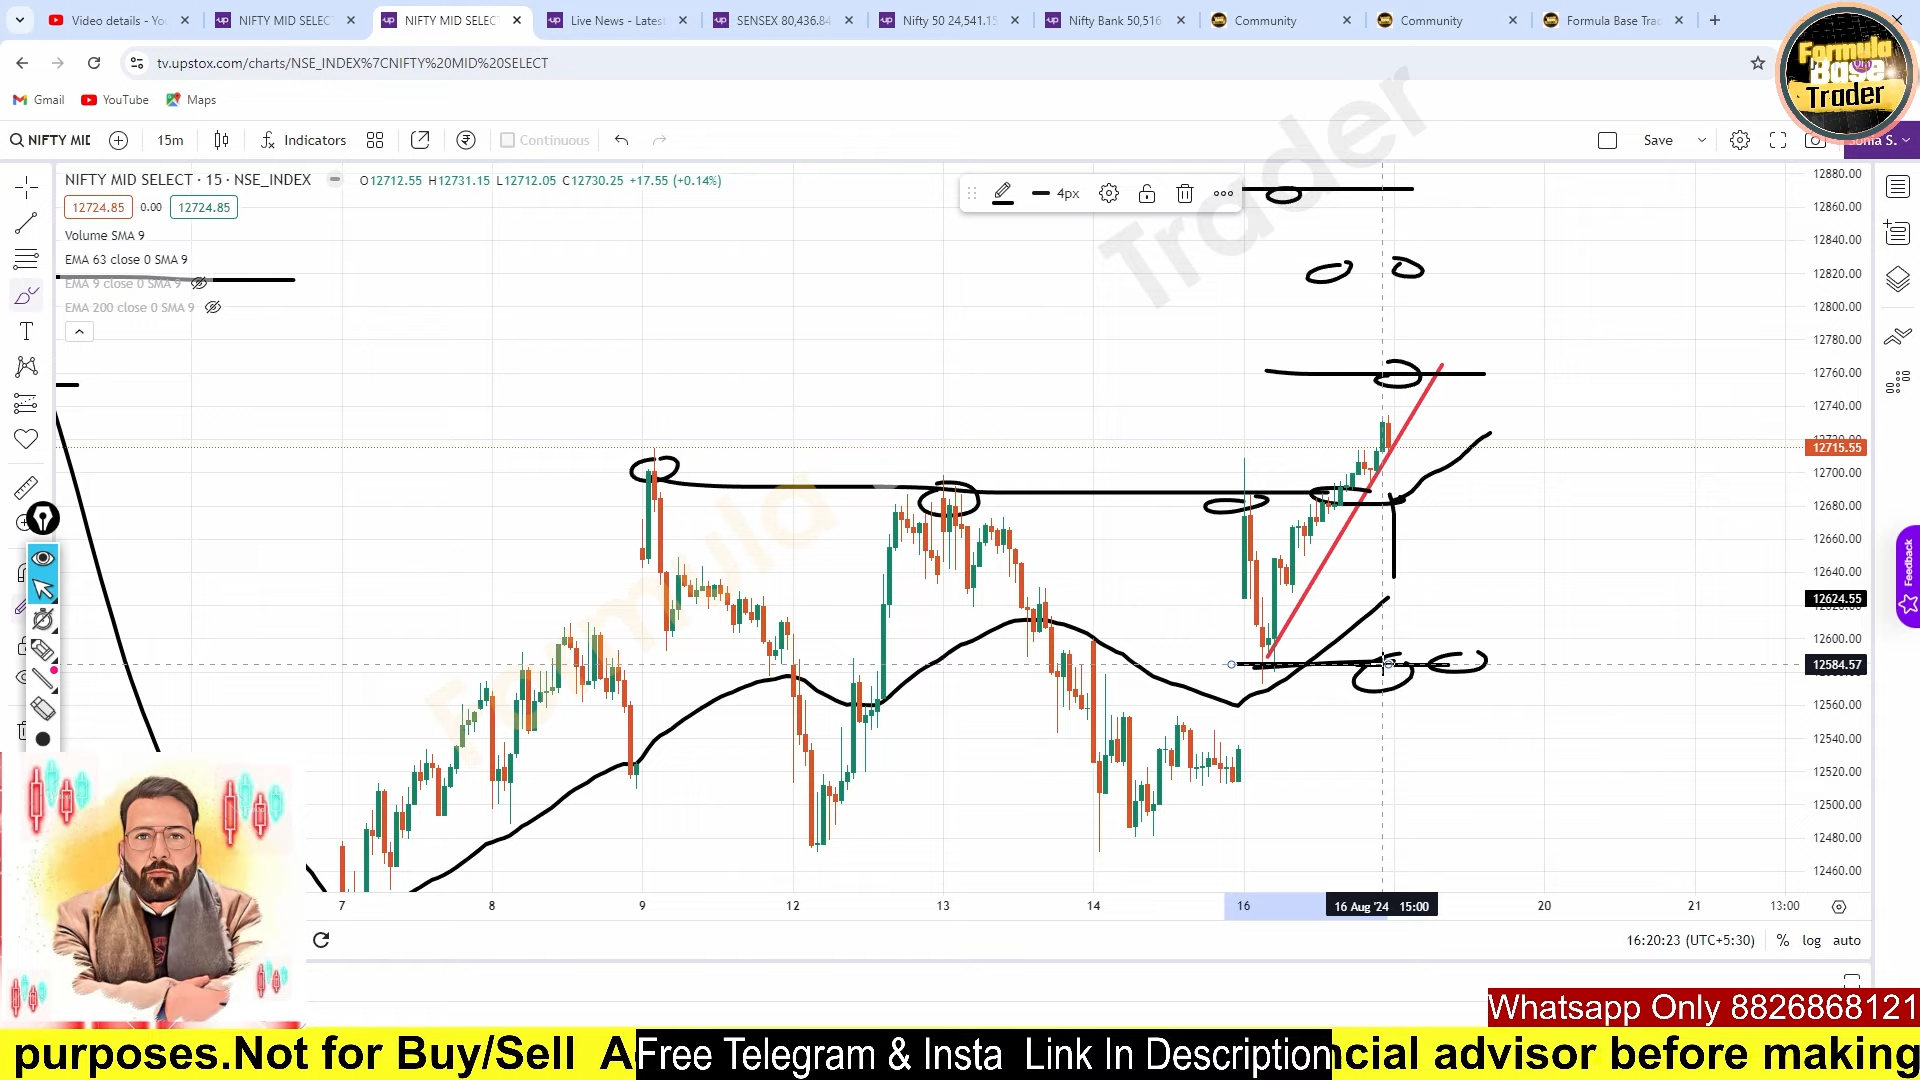 Video details - You
NIFTY MID SELEC
NIFTY MID SELEC
Live News - Latest
SENSEX 80,436.84
Nifty 50 24,541.15
Nifty Bank 50,516
Community
Community
Formula Base Trad
tv.upstox.com/charts/NSE_INDEX%7CNIFTY%20MID%20SELECT
Gmail
YouTube
Maps
Formula
Base
Trader
NIFTY MI
15m
Indicators
Continuous
Save
NIFTY MID SELECT · 15 · NSE_INDEX
O12712.55 H12731.15 L12712.05 C12730.25 +17.55 (+0.14%)
12724.85 0.00 12724.85
Volume SMA 9
EMA 63 close 0 SMA 9
EMA 9 close 0 SMA 9
EMA 200 close 0 SMA 9
4px
Formula
Trader
12880.00
12860.00
12840.00
12820.00
12800.00
12780.00
12760.00
12740.00
12715.55
12700.00
12680.00
12660.00
12640.00
12624.55
12600.00
12584.57
12560.00
12540.00
12520.00
12500.00
12480.00
12460.00
Feedback
7 8 9 12 13 14 16 16 Aug '24 15:00 20 21 13:00
16:20:23 (UTC+5:30) % log auto
Whatsapp Only 8826868121
purposes.Not for Buy/Sell A
Free Telegram & Insta Link In Description
ncial advisor before making